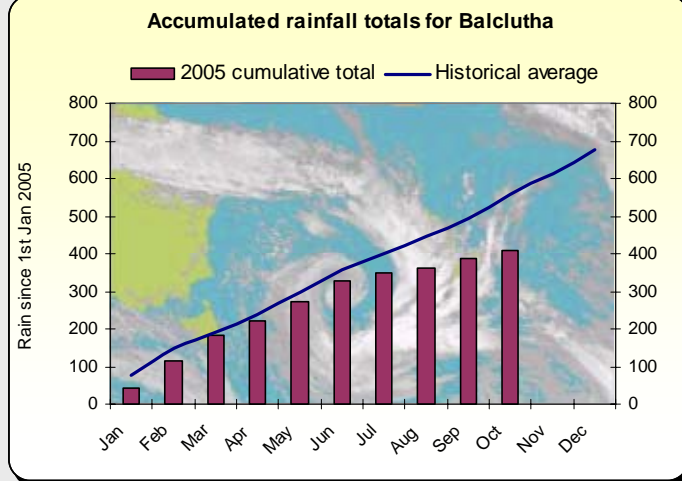 Accumulated rainfall totals for Balclutha
2005 cumulative total
Historical average
Rain since 1st Jan 2005
800
700
600
500
400
300
200
100
0
800
700
600
500
400
300
200
100
0
Jan
Feb
Mar
Apr
May
Jun
Jul
Aug
Sep
Oct
Nov
Dec